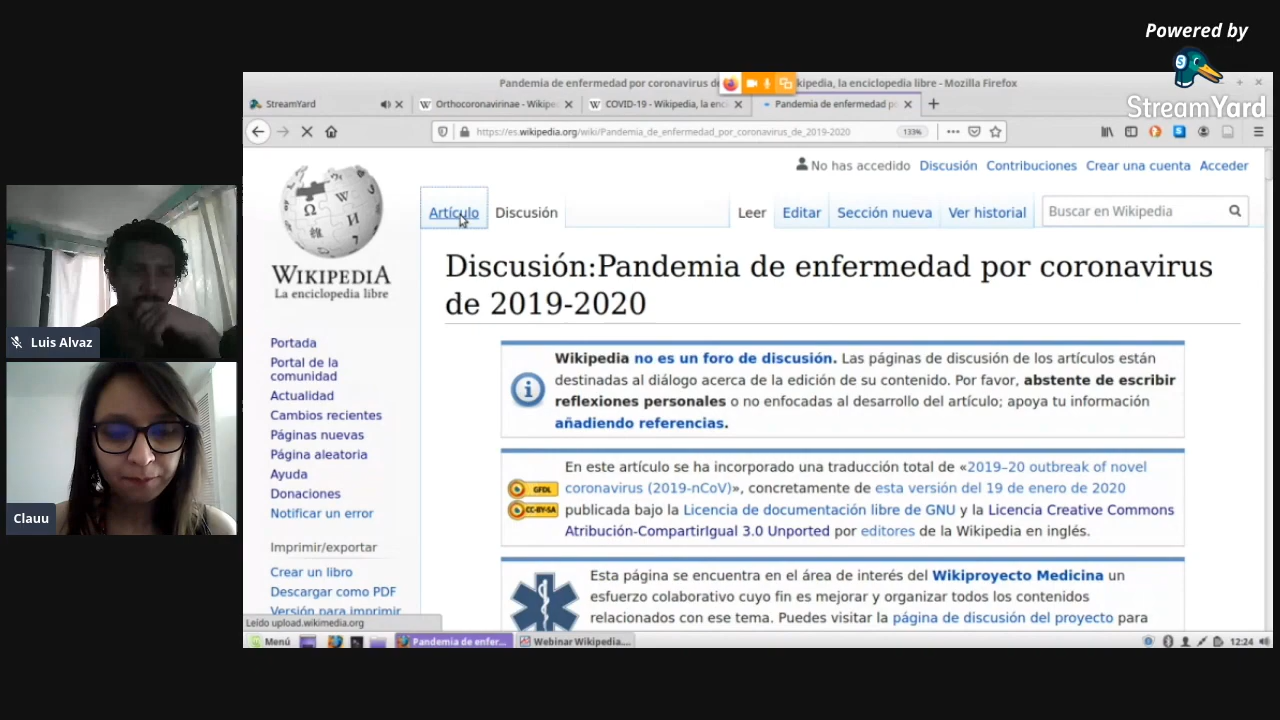 Powered by
StreamYard
Pandemia de enfermedad por coronavirus de kipedia, la enciclopedia libre - Mozilla Firefox
StreamYard
Orthocoronavirinae - Wikipe
COVID-19 - Wikipedia, la enc
Pandemia de enfermedad p
https://es.wikipedia.org/wiki/Pandemia_de_enfermedad_por_coronavirus_de_2019-2020
133%
No has accedido Discusión Contribuciones Crear una cuenta Acceder
Artículo Discusión Leer Editar Sección nueva Ver historial Buscar en Wikipedia
WIKIPEDIA
La enciclopedia libre
Portada
Portal de la
comunidad
Actualidad
Cambios recientes
Páginas nuevas
Página aleatoria
Ayuda
Donaciones
Notificar un error
Imprimir/exportar
Crear un libro
Descargar como PDF
Versión para imprimir
Discusión:Pandemia de enfermedad por coronavirus
de 2019-2020
Wikipedia no es un foro de discusión. Las páginas de discusión de los artículos están
destinadas al diálogo acerca de la edición de su contenido. Por favor, abstente de escribir
reflexiones personales o no enfocadas al desarrollo del artículo; apoya tu información
añadiendo referencias.
GFDL
CC-BY-SA
En este artículo se ha incorporado una traducción total de «2019–20 outbreak of novel
coronavirus (2019-nCoV)», concretamente de esta versión del 19 de enero de 2020
publicada bajo la Licencia de documentación libre de GNU y la Licencia Creative Commons
Atribución-CompartirIgual 3.0 Unported por editores de la Wikipedia en inglés.
Esta página se encuentra en el área de interés del Wikiproyecto Medicina un
esfuerzo colaborativo cuyo fin es mejorar y organizar todos los contenidos
relacionados con ese tema. Puedes visitar la página de discusión del proyecto para
Leído upload.wikimedia.org
Menú
Pandemia de enfer...
Webinar Wikipedia....
12:24
Luis Alvaz
Clauu